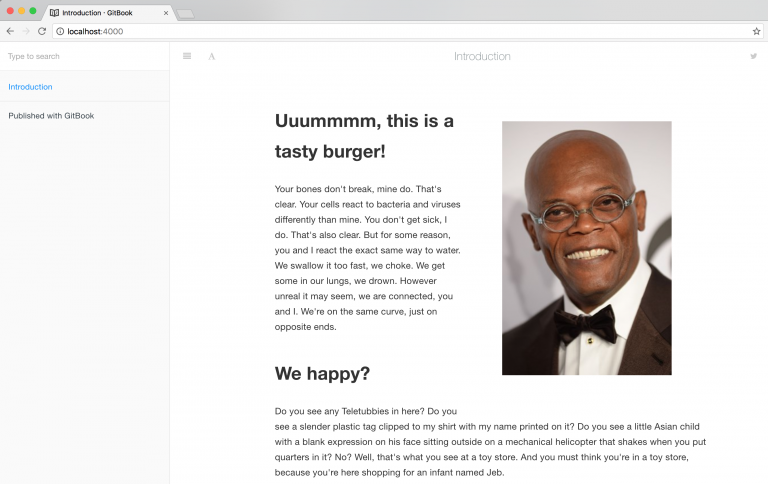 Introduction · GitBook
localhost:4000
Type to search
A
Introduction
Introduction
Published with GitBook
Uuummmm, this is a
tasty burger!
Your bones don't break, mine do. That's
clear. Your cells react to bacteria and viruses
differently than mine. You don't get sick, I
do. That's also clear. But for some reason,
you and I react the exact same way to water.
We swallow it too fast, we choke. We get
some in our lungs, we drown. However
unreal it may seem, we are connected, you
and I. We're on the same curve, just on
opposite ends.
We happy?
Do you see any Teletubbies in here? Do you
see a slender plastic tag clipped to my shirt with my name printed on it? Do you see a little Asian child
with a blank expression on his face sitting outside on a mechanical helicopter that shakes when you put
quarters in it? No? Well, that's what you see at a toy store. And you must think you're in a toy store,
because you're here shopping for an infant named Jeb.